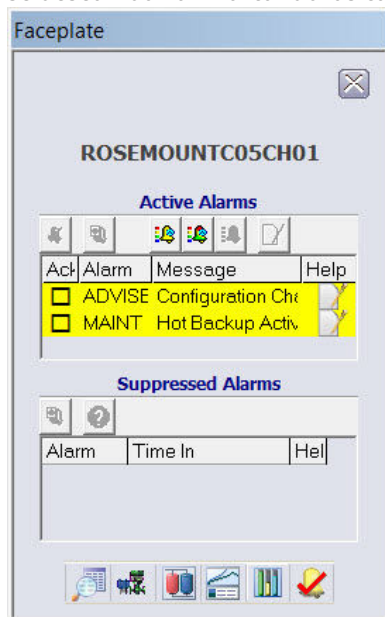 Faceplate
ROSEMOUNTC05CH01
Active Alarms
Ack Alarm Message Help
ADVISE Configuration Cha
MAINT Hot Backup Activ
Suppressed Alarms
Alarm Time In Hel